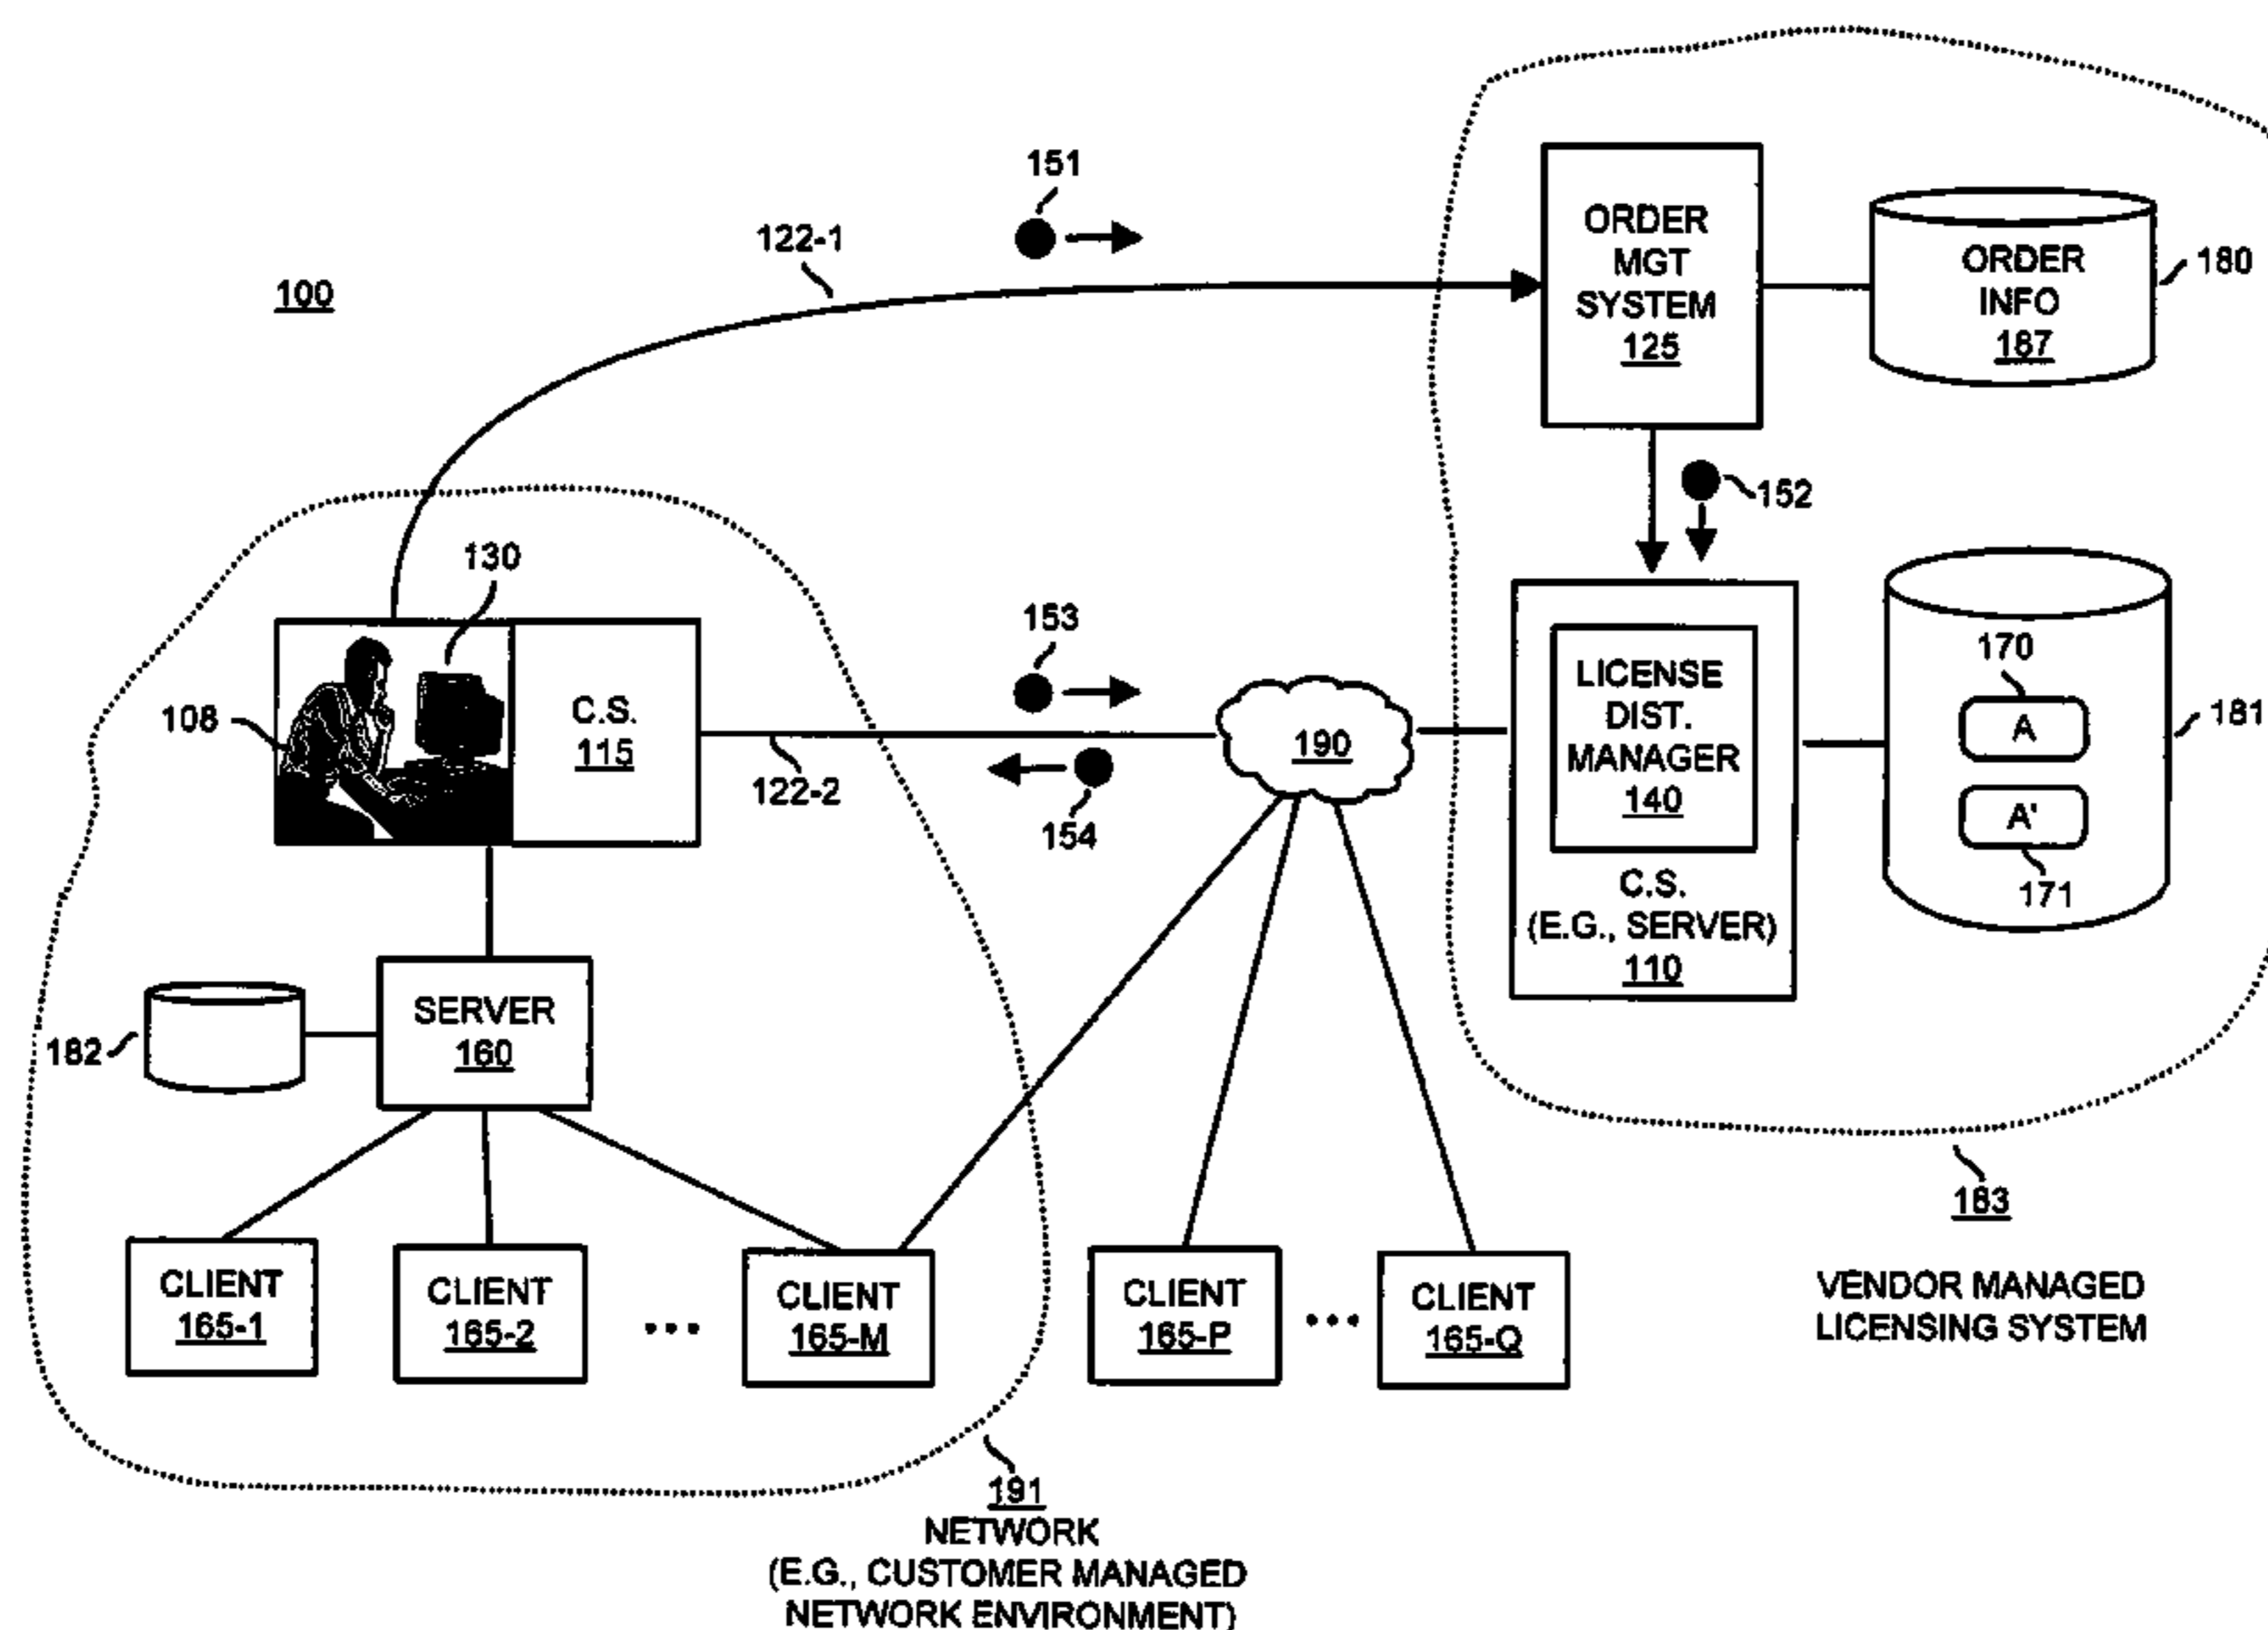 100
151
122-1
ORDER
MGT
SYSTEM
125
ORDER
INFO
187
180
152
130
108
C.S.
115
153
122-2
154
190
LICENSE
DIST.
MANAGER
140
C.S.
(E.G., SERVER)
110
170
A
A'
171
181
182
SERVER
160
CLIENT
165-1
CLIENT
165-2
•••
CLIENT
165-M
CLIENT
165-P
•••
CLIENT
165-Q
183
VENDOR MANAGED
LICENSING SYSTEM
191
NETWORK
(E.G., CUSTOMER MANAGED
NETWORK ENVIRONMENT)